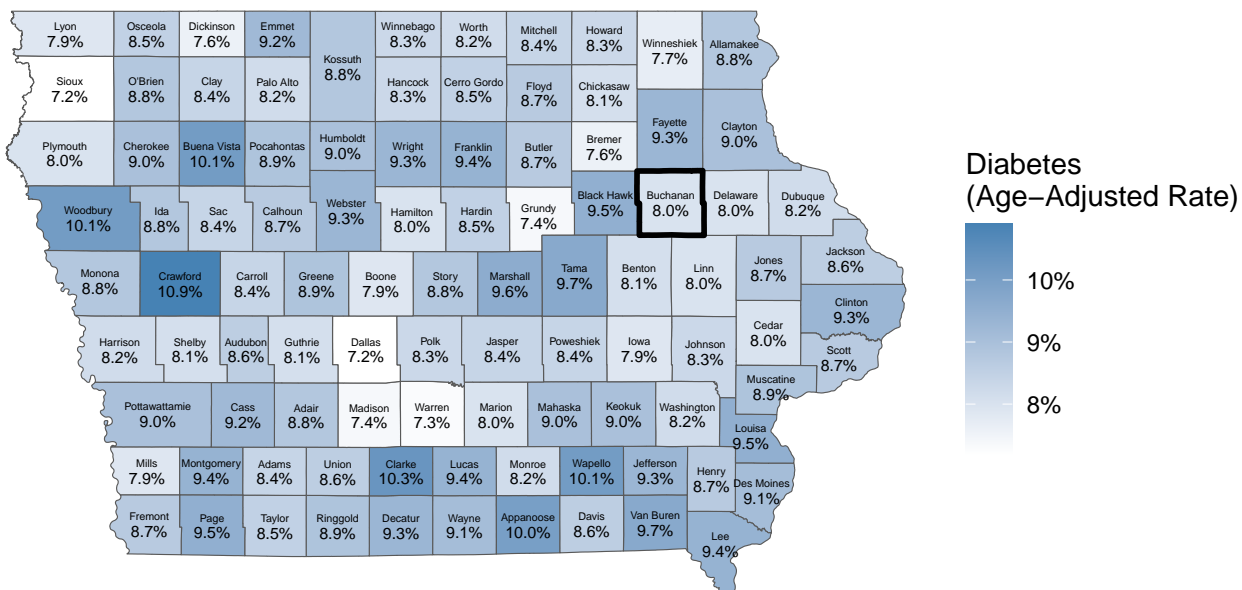 Lyon
7.9%
Osceola
8.5%
Dickinson
7.6%
Emmet
9.2%
Kossuth
8.8%
Winnebago
8.3%
Worth
8.2%
Mitchell
8.4%
Howard
8.3%
Winneshiek
7.7%
Allamakee
8.8%
Sioux
7.2%
O'Brien
8.8%
Clay
8.4%
Palo Alto
8.2%
Hancock
8.3%
Cerro Gordo
8.5%
Floyd
8.7%
Chickasaw
8.1%
Fayette
9.3%
Clayton
9.0%
Plymouth
8.0%
Cherokee
9.0%
Buena Vista
10.1%
Pocahontas
8.9%
Humboldt
9.0%
Wright
9.3%
Franklin
9.4%
Butler
8.7%
Bremer
7.6%
Woodbury
10.1%
Ida
8.8%
Sac
8.4%
Calhoun
8.7%
Webster
9.3%
Hamilton
8.0%
Hardin
8.5%
Grundy
7.4%
Black Hawk
9.5%
Buchanan
8.0%
Delaware
8.0%
Dubuque
8.2%
Monona
8.8%
Crawford
10.9%
Carroll
8.4%
Greene
8.9%
Boone
7.9%
Story
8.8%
Marshall
9.6%
Tama
9.7%
Benton
8.1%
Linn
8.0%
Jones
8.7%
Jackson
8.6%
Clinton
9.3%
Harrison
8.2%
Shelby
8.1%
Audubon
8.6%
Guthrie
8.1%
Dallas
7.2%
Polk
8.3%
Jasper
8.4%
Poweshiek
8.4%
Iowa
7.9%
Johnson
8.3%
Cedar
8.0%
Scott
8.7%
Muscatine
8.9%
Pottawattamie
9.0%
Cass
9.2%
Adair
8.8%
Madison
7.4%
Warren
7.3%
Marion
8.0%
Mahaska
9.0%
Keokuk
9.0%
Washington
8.2%
Louisa
9.5%
Mills
7.9%
Montgomery
9.4%
Adams
8.4%
Union
8.6%
Clarke
10.3%
Lucas
9.4%
Monroe
8.2%
Wapello
10.1%
Jefferson
9.3%
Henry
8.7%
Des Moines
9.1%
Fremont
8.7%
Page
9.5%
Taylor
8.5%
Ringgold
8.9%
Decatur
9.3%
Wayne
9.1%
Appanoose
10.0%
Davis
8.6%
Van Buren
9.7%
Lee
9.4%
Diabetes
(Age−Adjusted Rate)
10%
9%
8%